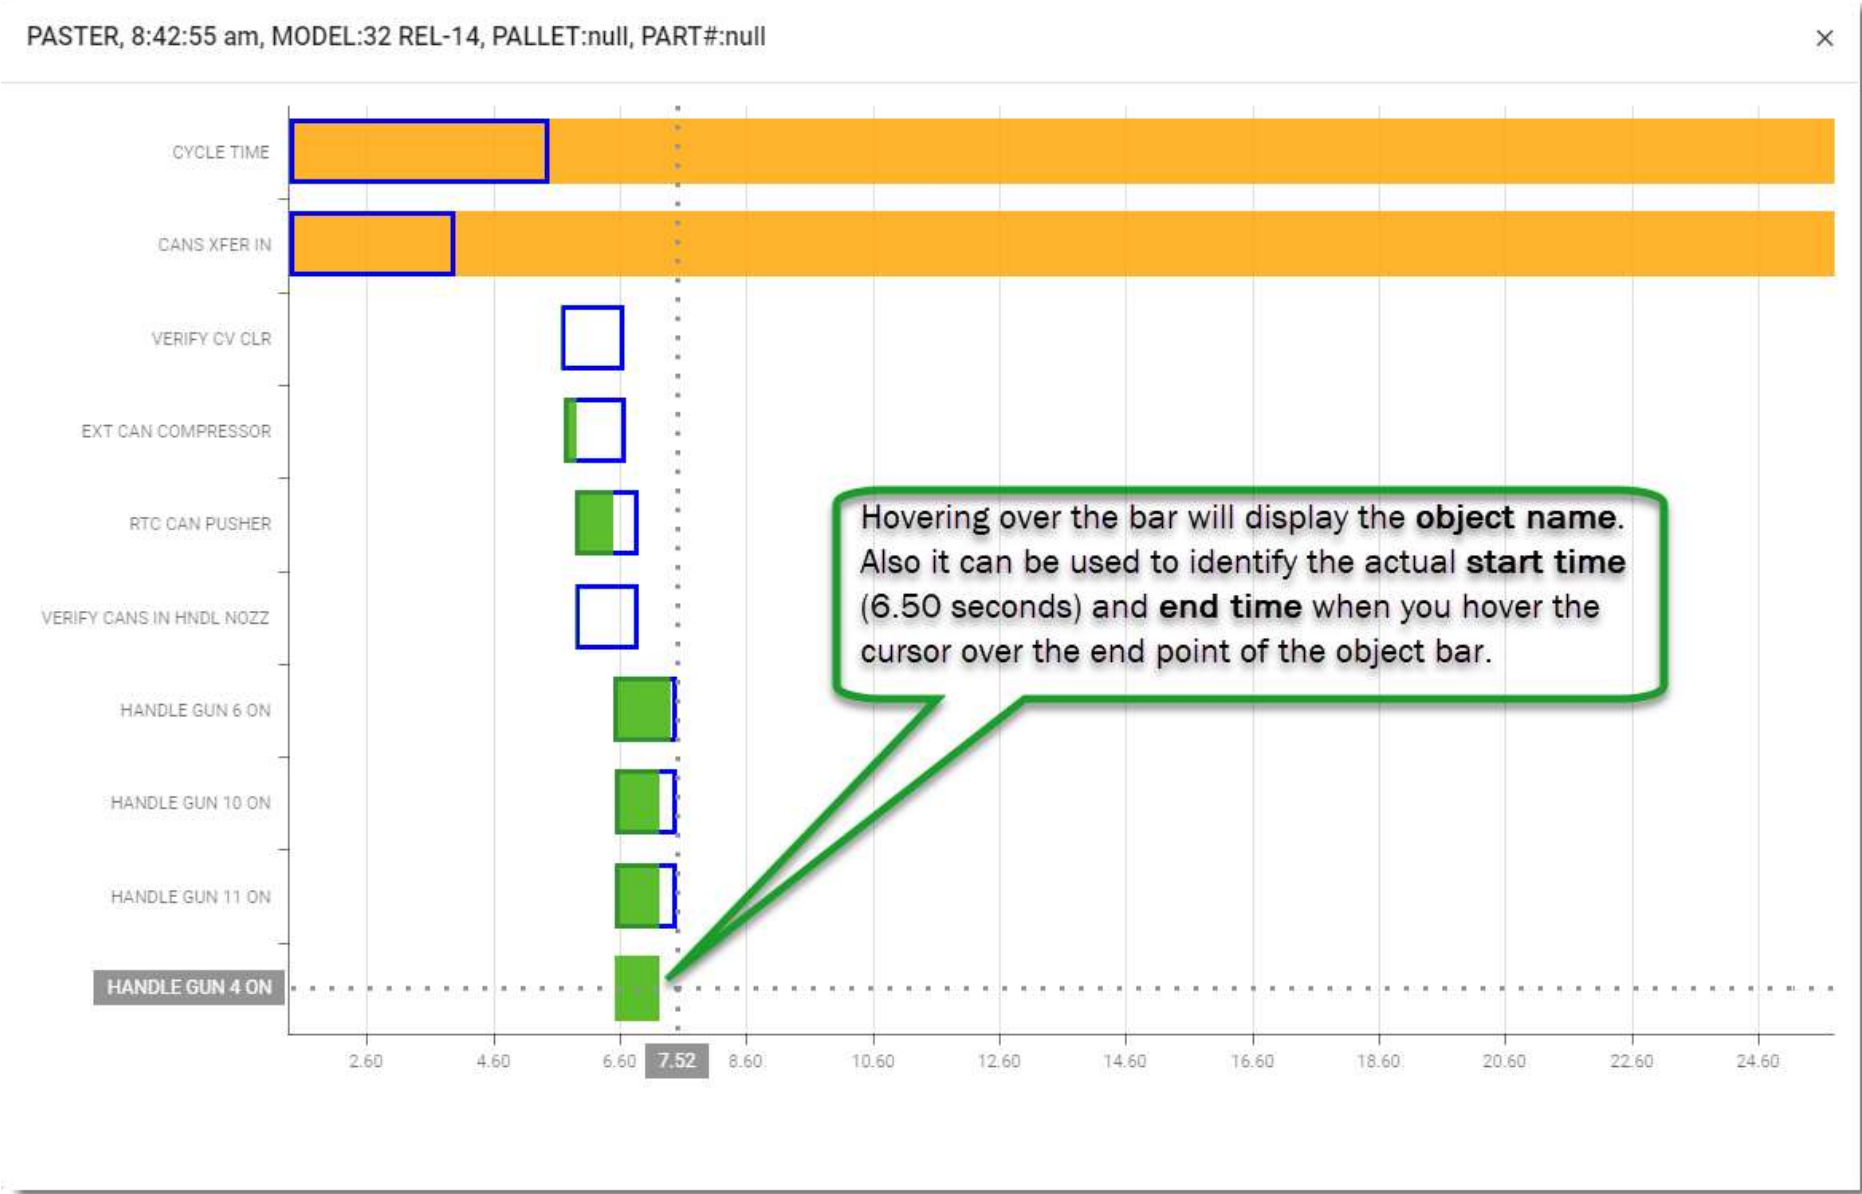 PASTER, 8:42:55 am, MODEL:32 REL-14, PALLET:null, PART#:null
CYCLE TIME
CANS XFER IN
VERIFY CV CLR
EXT CAN COMPRESSOR
RTC CAN PUSHER
VERIFY CANS IN HNDL NOZZ
HANDLE GUN 6 ON
HANDLE GUN 10 ON
HANDLE GUN 11 ON
HANDLE GUN 4 ON
Hovering over the bar will display the object name.
Also it can be used to identify the actual start time
(6.50 seconds) and end time when you hover the
cursor over the end point of the object bar.
2.60 4.60 6.60 7.52 8.60 10.60 12.60 14.60 16.60 18.60 20.60 22.60 24.60